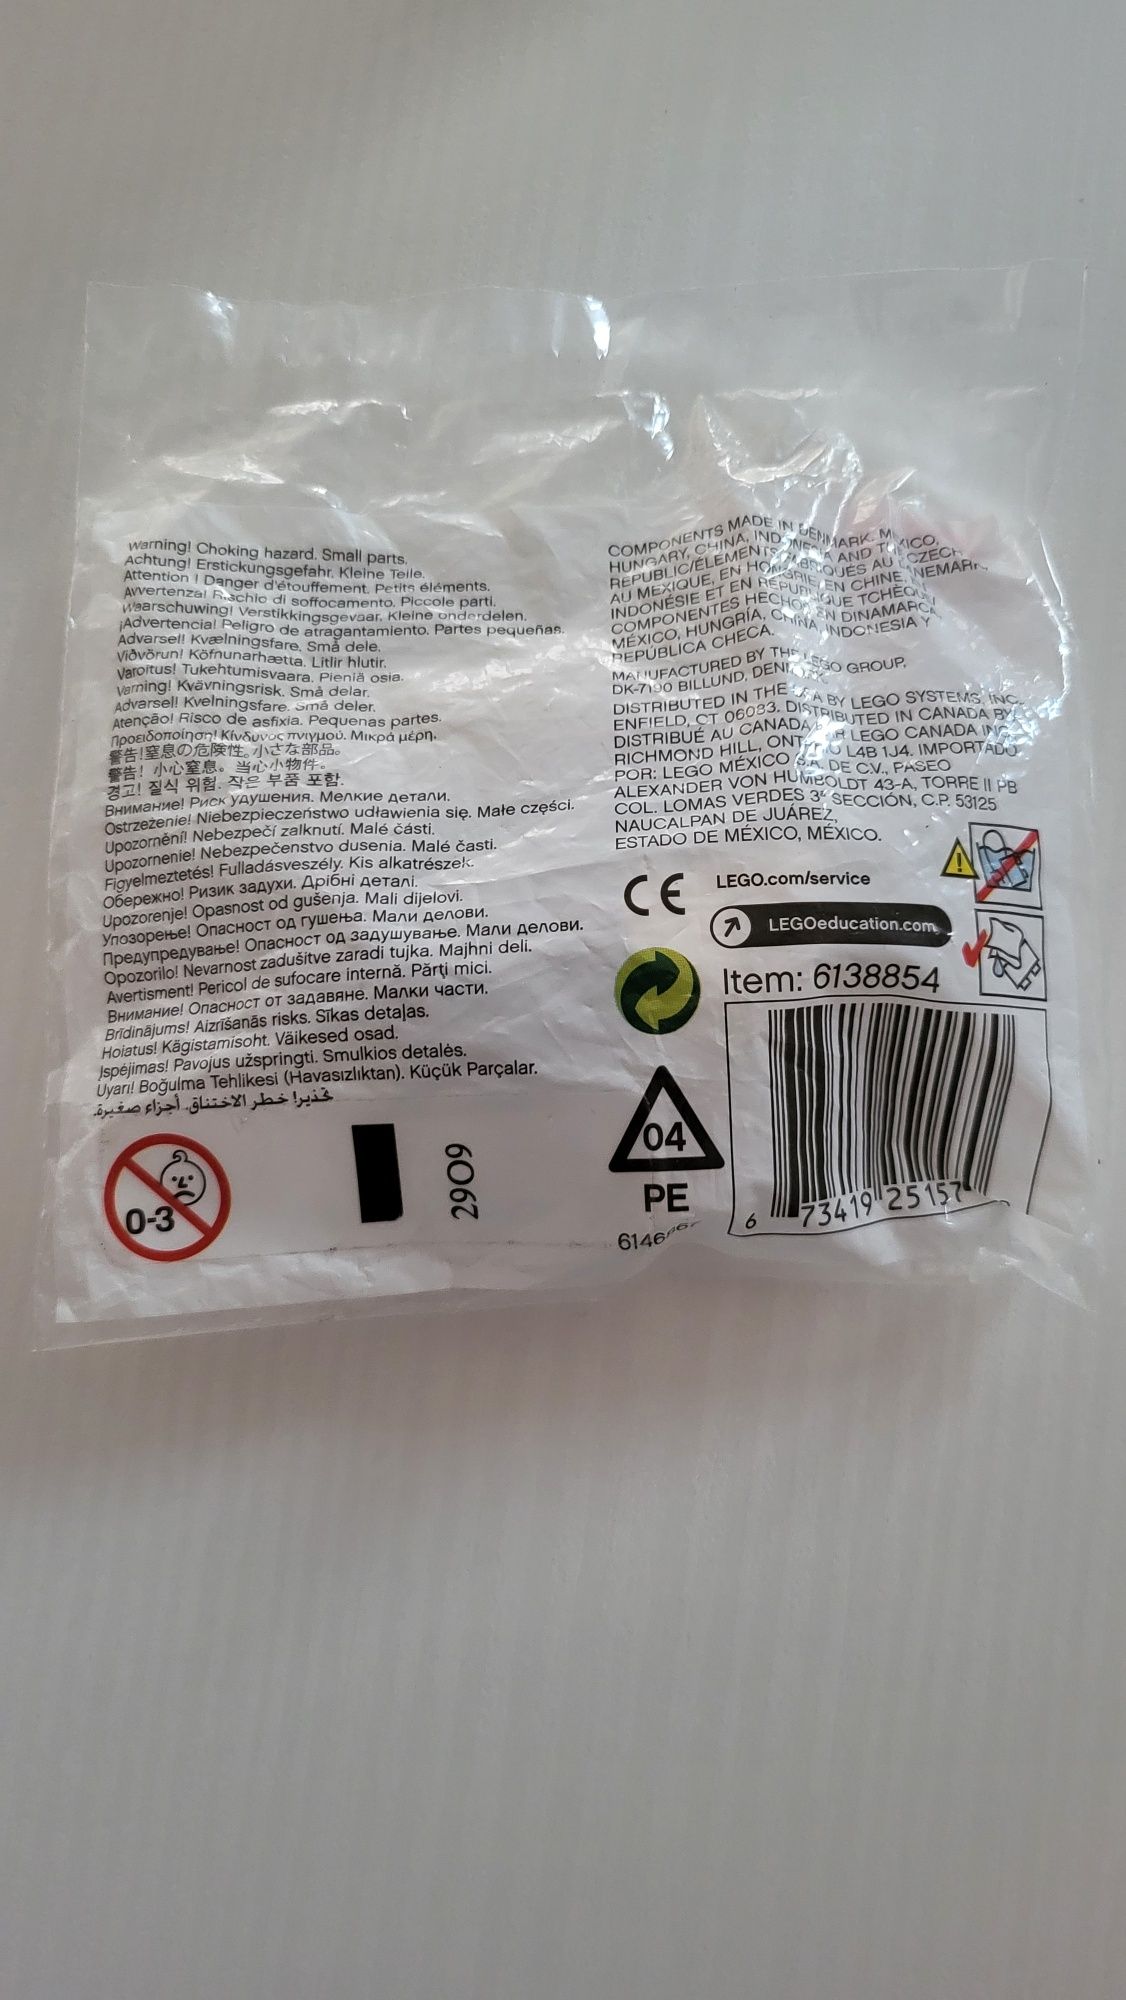 Warning! Choking hazard. Small parts.
Achtung! Erstickungsgefahr. Kleine Teile.
Attention ! Danger d'étouffement. Petits éléments.
Avvertenza! Rischio di soffocamento. Piccole parti.
Waarschuwing! Verstikkingsgevaar. Kleine onderdelen.
¡Advertencia! Peligro de atragantamiento. Partes pequeñas.
Advarsel! Kvælningsfare. Små dele.
Viðvörun! Köfnunarhætta. Litlir hlutir.
Varoitus! Tukehtumisvaara. Pieniä osia.
Varning! Kvävningsrisk. Små delar.
Advarsel! Kvelningsfare. Små deler.
Atenção! Risco de asfixia. Pequenas partes.
Προειδοποίηση! Κίνδυνος πνιγμού. Μικρά μέρη.
警告!窒息の危険性。小さな部品。
警告！小心窒息。当心小物件。
경고! 질식 위험. 작은 부품 포함.
Внимание! Риск удушения. Мелкие детали.
Ostrzeżenie! Niebezpieczeństwo udławienia się. Małe części.
Upozornění! Nebezpečí zalknutí. Malé části.
Upozornenie! Nebezpečenstvo dusenia. Malé časti.
Figyelmeztetés! Fulladásveszély. Kis alkatrészek.
Обережно! Ризик задухи. Дрібні деталі.
Upozorenje! Opasnost od gušenja. Mali dijelovi.
Упозорење! Опасност од гушења. Мали делови.
Предупредување! Опасност од задушување. Мали делови.
Opozorilo! Nevarnost zadušitve zaradi tujka. Majhni deli.
Avertisment! Pericol de sufocare internă. Părţi mici.
Внимание! Опасност от задавяне. Малки части.
Brīdinājums! Aizrīšanās risks. Sīkas detaļas.
Hoiatus! Kägistamisoht. Väikesed osad.
Įspėjimas! Pavojus užspringti. Smulkios detalės.
Uyarı! Boğulma Tehlikesi (Havasızlıktan). Küçük Parçalar.
تحذير! خطر الاختناق. أجزاء صغيرة.
0-3
29O9
COMPONENTS MADE IN DENMARK, MEXICO,
HUNGARY, CHINA, INDONESIA AND THE CZECH
REPUBLIC/ÉLÉMENTS FABRIQUÉS AU
AU MEXIQUE, EN HONGRIE, EN CHINE,
INDONÉSIE ET EN RÉPUBLIQUE TCHÈQUE
COMPONENTES HECHOS EN DINAMARCA,
MÉXICO, HUNGRÍA, CHINA, INDONESIA Y
REPÚBLICA CHECA.
MANUFACTURED BY THE LEGO GROUP,
DK-7190 BILLUND, DENMARK
DISTRIBUTED IN THE USA BY LEGO SYSTEMS, INC.
ENFIELD, CT 06083. DISTRIBUTED IN CANADA BY
DISTRIBUÉ AU CANADA PAR LEGO CANADA INC.
RICHMOND HILL, L4B 1J4. IMPORTADO
POR: LEGO MÉXICO S.A. DE C.V., PASEO
ALEXANDER VON HUMBOLDT 43-A, TORRE II PB
COL. LOMAS VERDES 3ª SECCIÓN, C.P. 53125
NAUCALPAN DE JUÁREZ,
ESTADO DE MÉXICO, MÉXICO.
CE
LEGO.com/service
LEGOeducation.com
Item: 6138854
04
PE
6 73419 25157